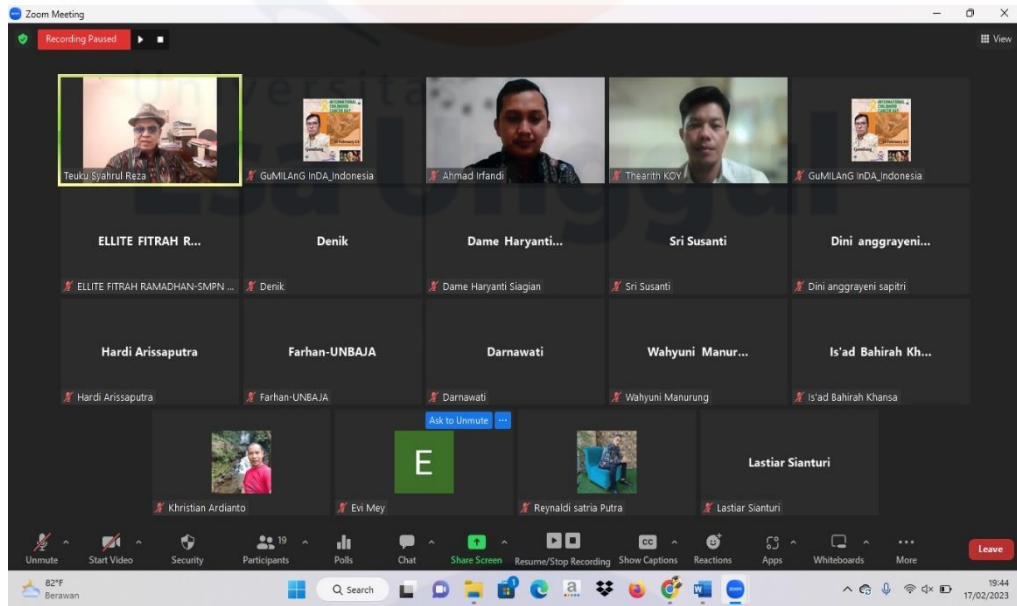 Zoom Meeting
Recording Paused
View
Universitas
Esa Unggul
Teuku Syahrul Reza
GuMILAnG InDA_Indonesia
Ahmad Irfandi
Thearith KOY
GuMILAnG InDA_Indonesia
ELLITE FITRAH R...
Denik
Dame Haryanti...
Sri Susanti
Dini anggrayeni...
ELLITE FITRAH RAMADHAN-SMPN ...
Denik
Dame Haryanti Siagian
Sri Susanti
Dini anggrayeni sapitri
Hardi Arissaputra
Farhan-UNBAJA
Darnawati
Wahyuni Manur...
Is'ad Bahirah Kh...
Hardi Arissaputra
Farhan-UNBAJA
Darnawati
Wahyuni Manurung
Is'ad Bahirah Khansa
Ask to Unmute ...
E
Lastiar Sianturi
Khristian Ardianto
Evi Mey
Reynaldi satria Putra
Lastiar Sianturi
Unmute
Start Video
Security
19
Participants
Polls
Chat
Share Screen
Resume/Stop Recording
CC
Show Captions
Reactions
Apps
Whiteboards
More
Leave
82°F
Berawan
Search
19:44
17/02/2023